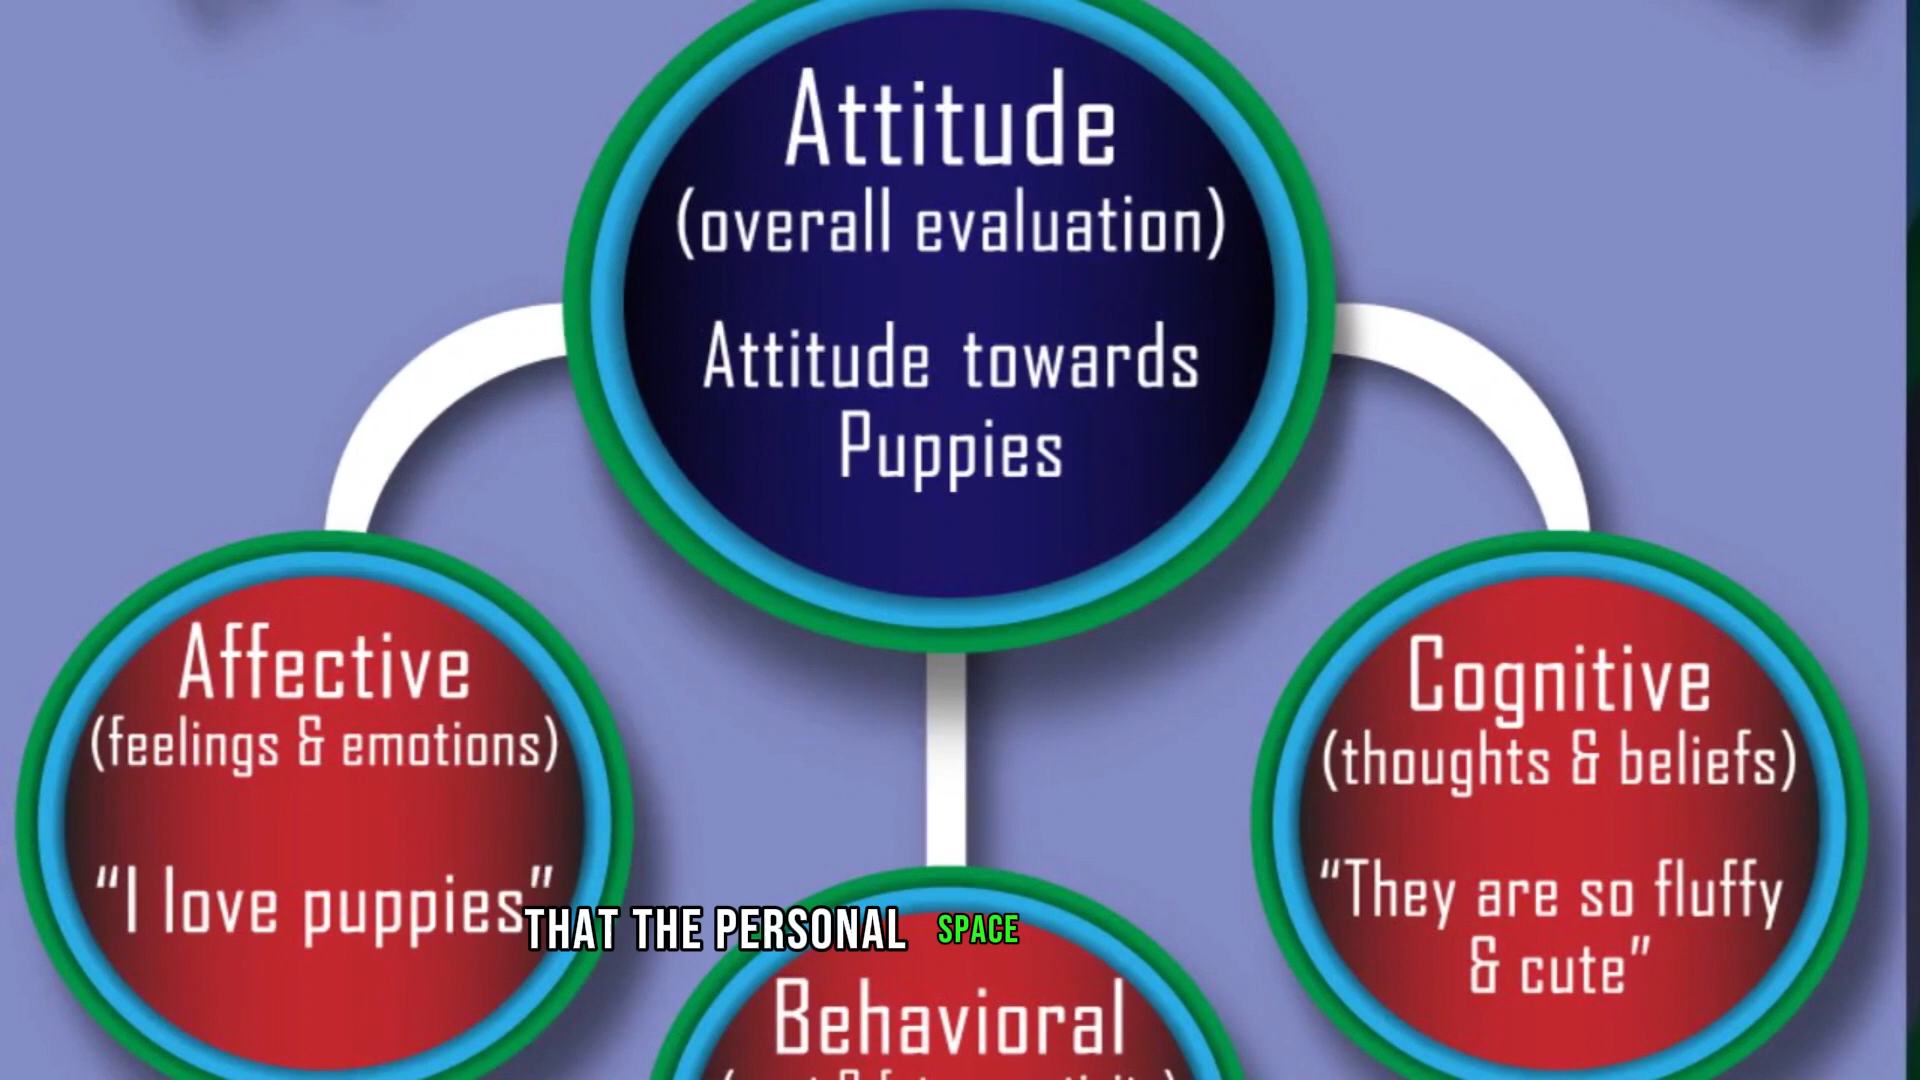 Attitude
(overall evaluation)
Attitude towards
Puppies
Affective
(feelings & emotions)
"I love puppies"
Cognitive
(thoughts & beliefs)
"They are so fluffy
& cute"
THAT THE PERSONAL SPACE
Behavioral